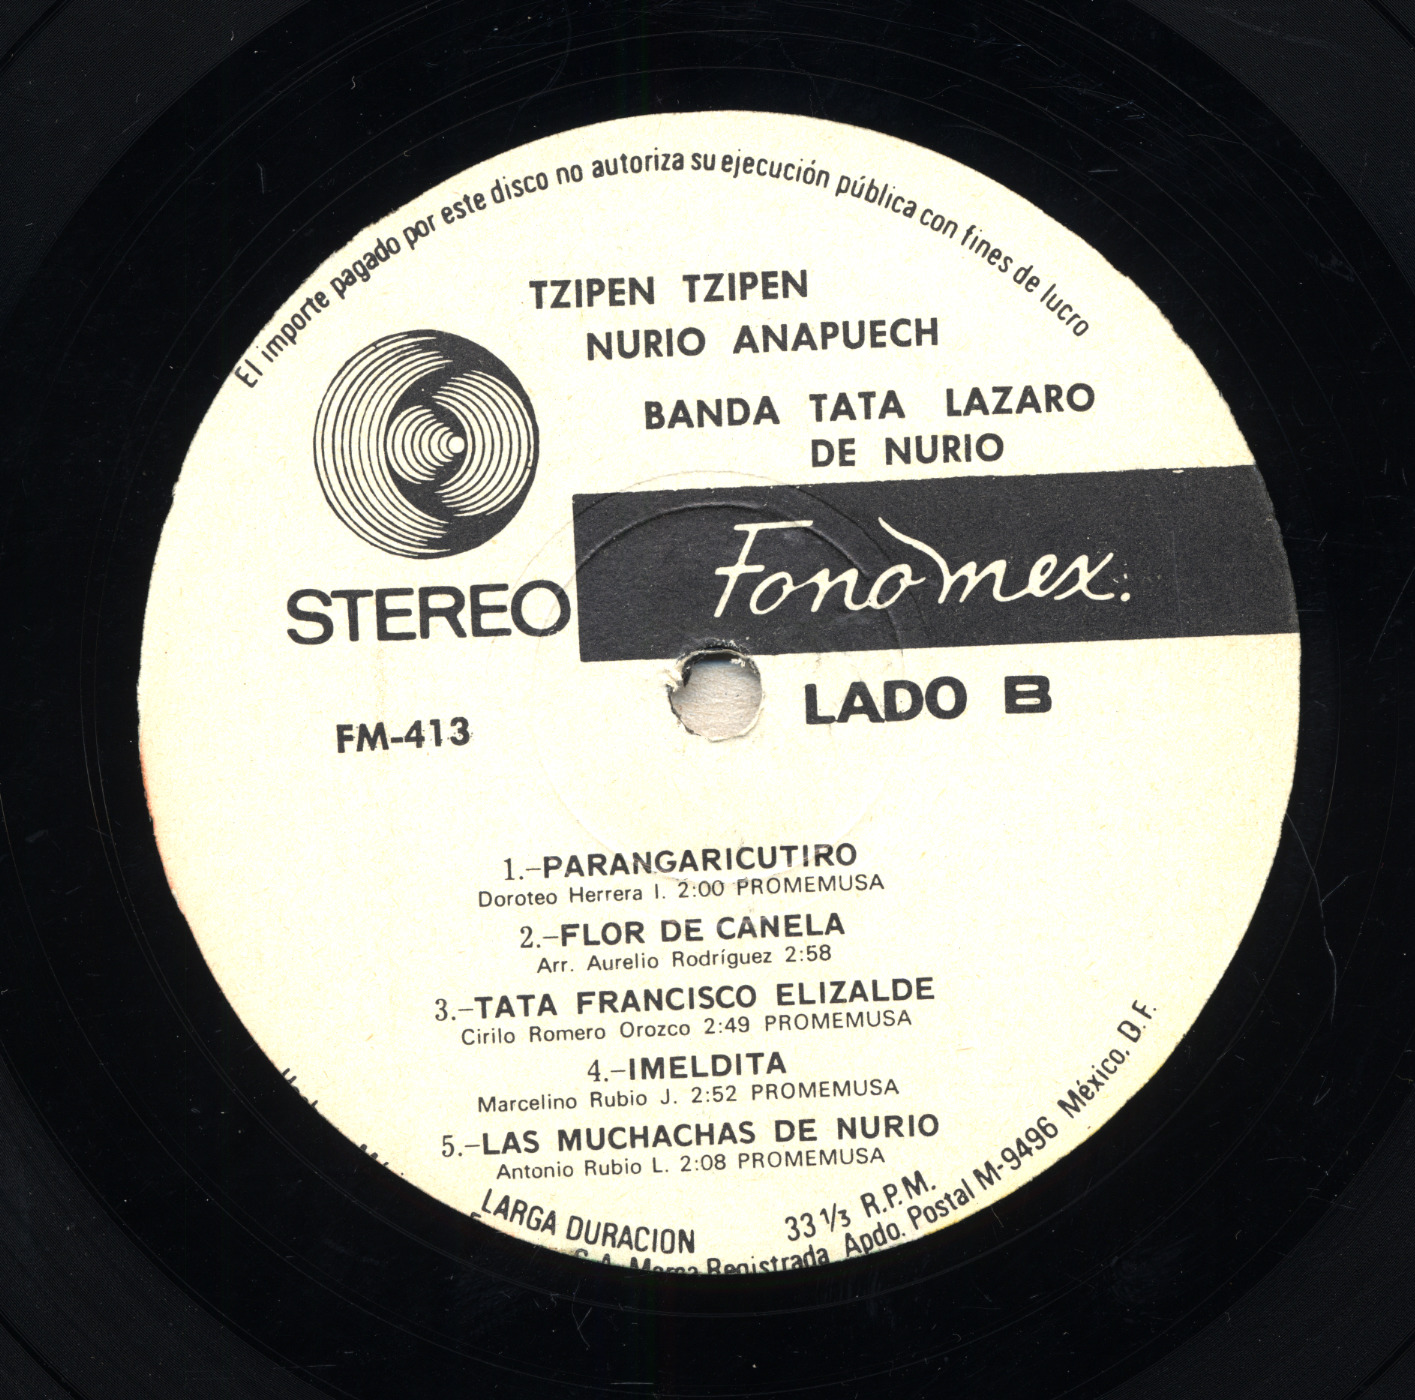 El importe pagado por este disco no autoriza su ejecución pública con fines de lucro
TZIPEN TZIPEN
NURIO ANAPUECH
BANDA TATA LAZARO
DE NURIO
Fonomex.
STEREO
LADO B
FM-413
1.-PARANGARICUTIRO
Doroteo Herrera I. 2:00 PROMEMUSA
2.-FLOR DE CANELA
Arr. Aurelio Rodríguez 2:58
3.-TATA FRANCISCO ELIZALDE
Cirilo Romero Orozco 2:49 PROMEMUSA
4.-IMELDITA
Marcelino Rubio J. 2:52 PROMEMUSA
5.-LAS MUCHACHAS DE NURIO
Antonio Rubio L. 2:08 PROMEMUSA
LARGA DURACION
33 1/3 R.P.M.
S.A. Marca Registrada Apdo. Postal M-9496 México, D.F.